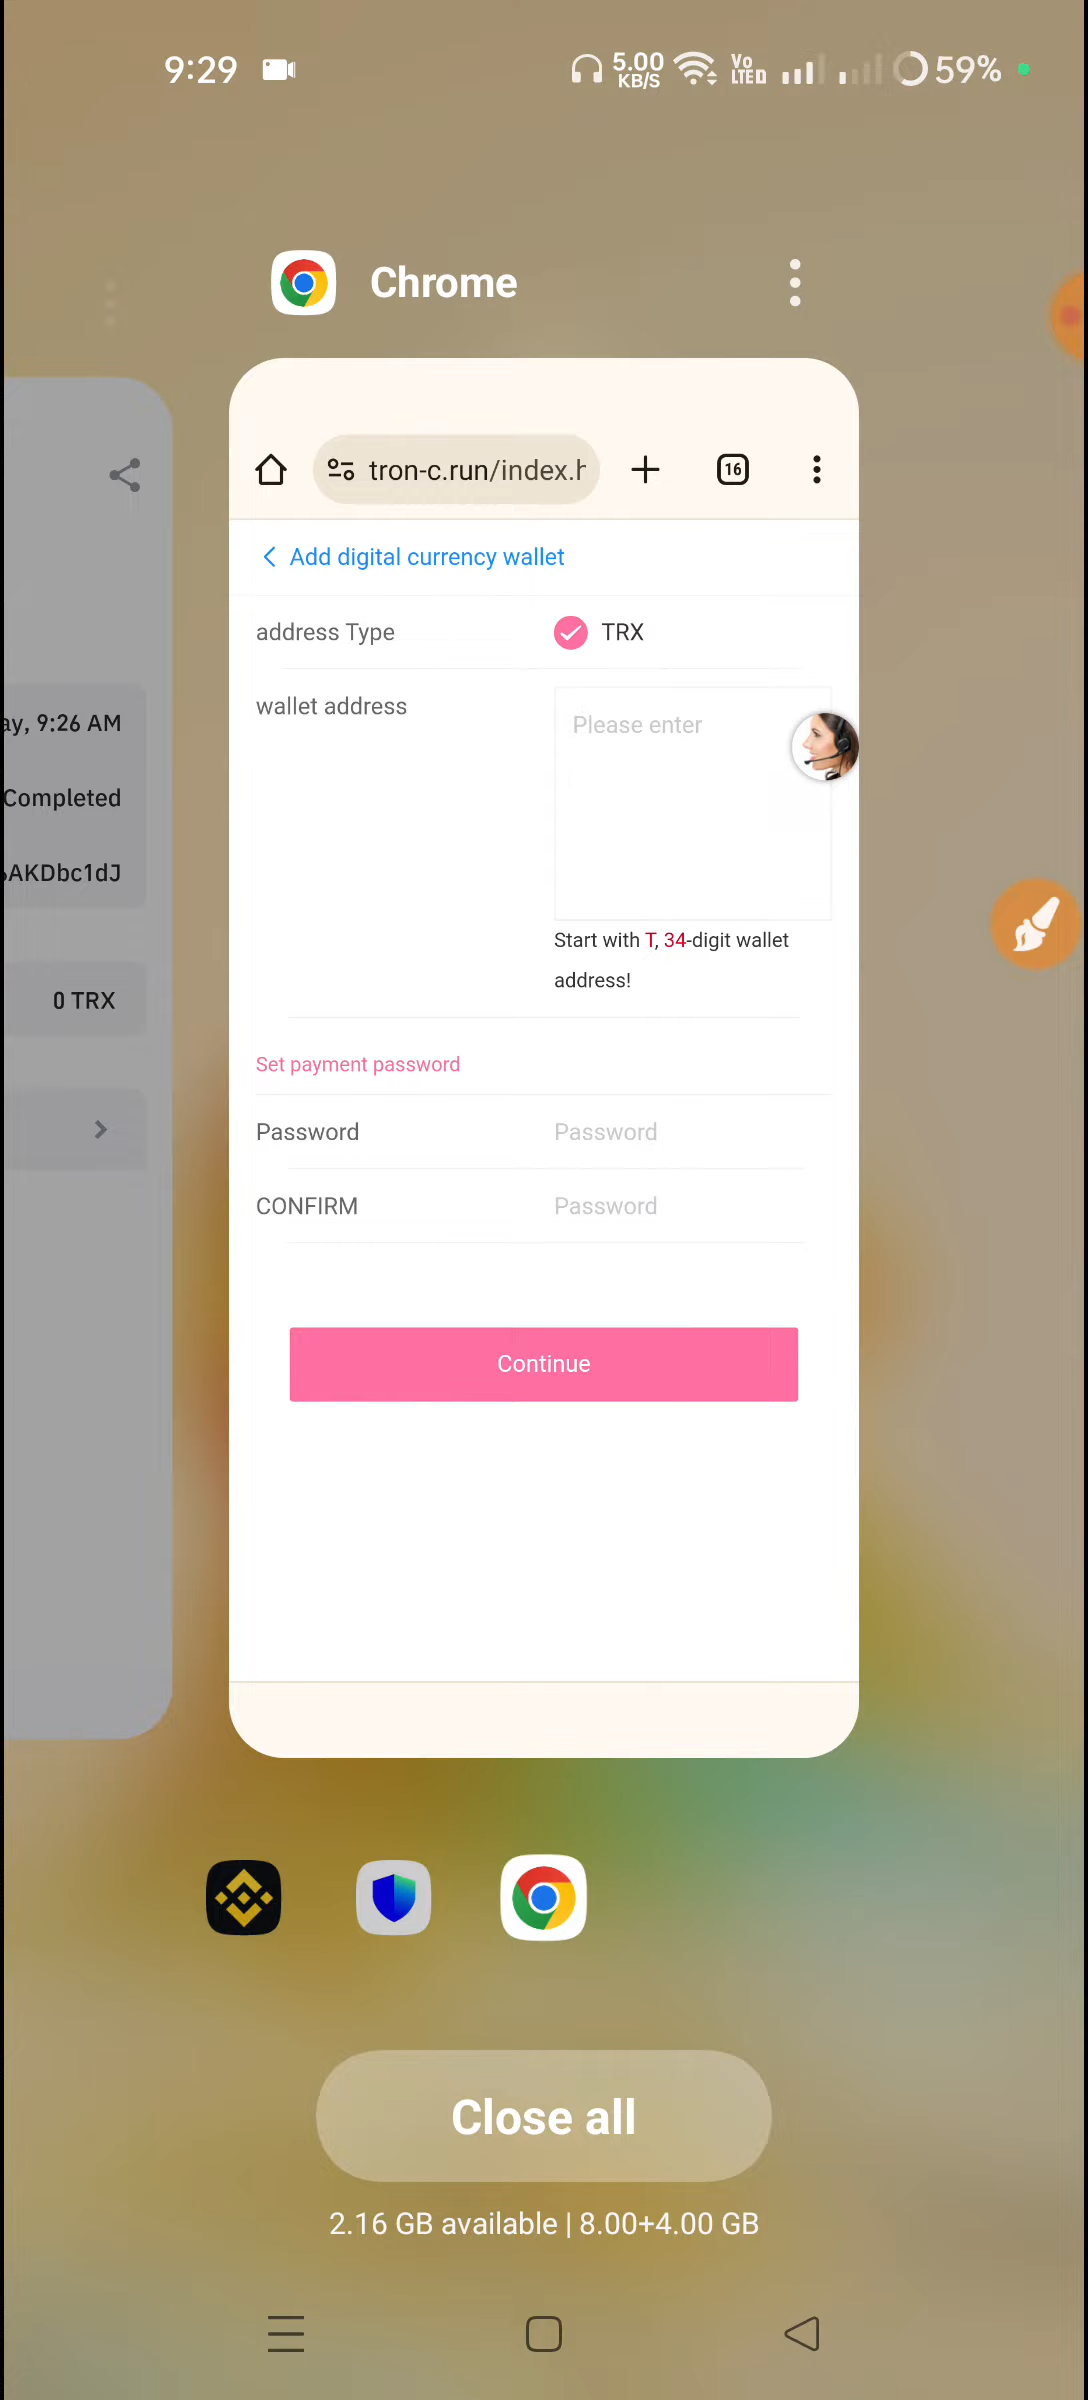 9:29
5.00
KB/S
Vo
LTE
59%
Chrome
tron-c.run/index.h
16
Add digital currency wallet
address Type
TRX
wallet address
Please enter
Start with T, 34-digit wallet
address!
Set payment password
Password
Password
CONFIRM
Password
Continue
ay, 9:26 AM
Completed
AKDbc1dJ
0 TRX
Close all
2.16 GB available | 8.00+4.00 GB